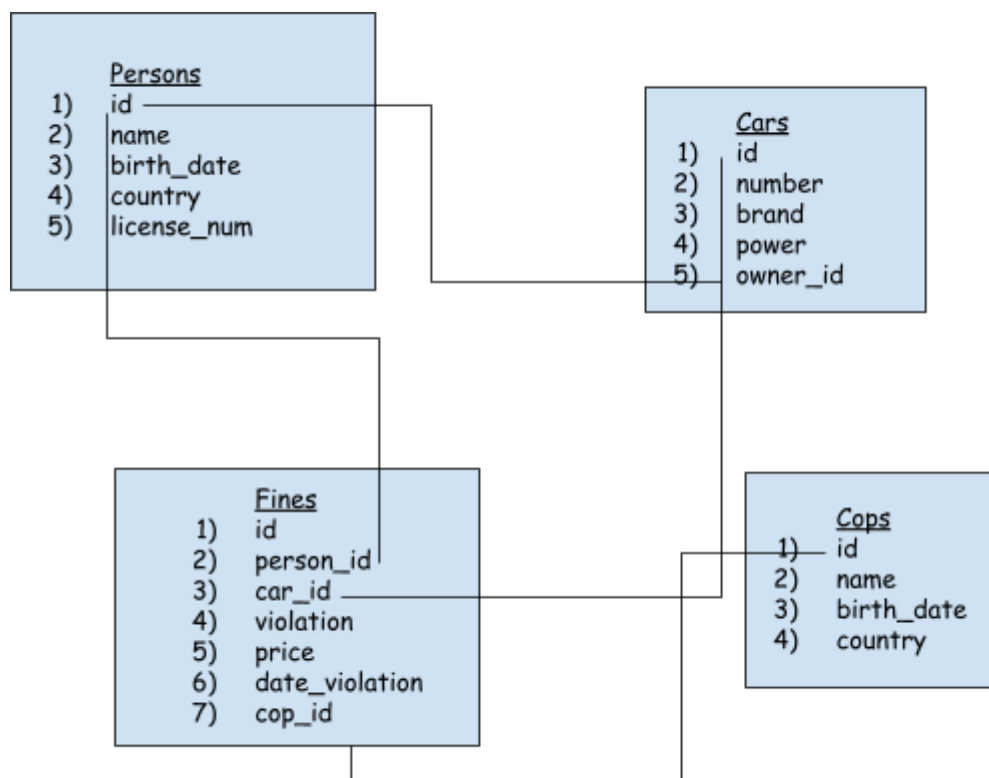 Persons
1) id
2) name
3) birth_date
4) country
5) license_num
Cars
1) id
2) number
3) brand
4) power
5) owner_id
Fines
1) id
2) person_id
3) car_id
4) violation
5) price
6) date_violation
7) cop_id
Cops
1) id
2) name
3) birth_date
4) country